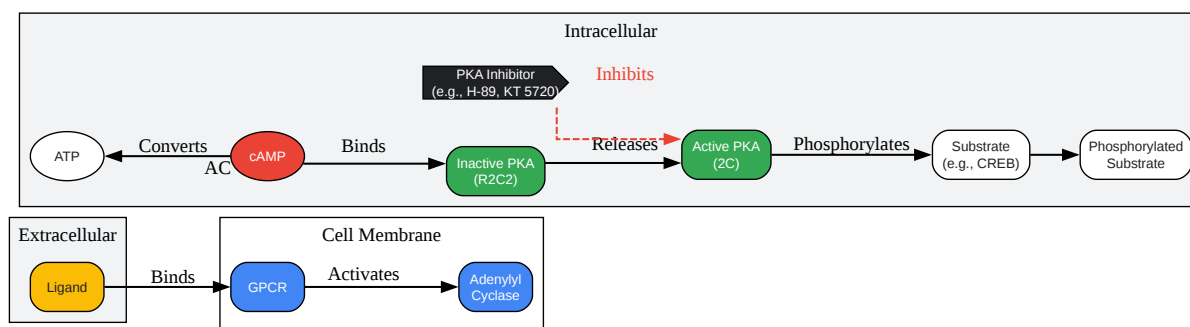 Intracellular
PKA Inhibitor
(e.g., H-89, KT 5720)
Inhibits
ATP
Converts
AC
cAMP
Binds
Inactive PKA
(R2C2)
Releases
Active PKA
(2C)
Phosphorylates
Substrate
(e.g., CREB)
Phosphorylated
Substrate
Extracellular
Ligand
Binds
Cell Membrane
GPCR
Activates
Adenylyl
Cyclase